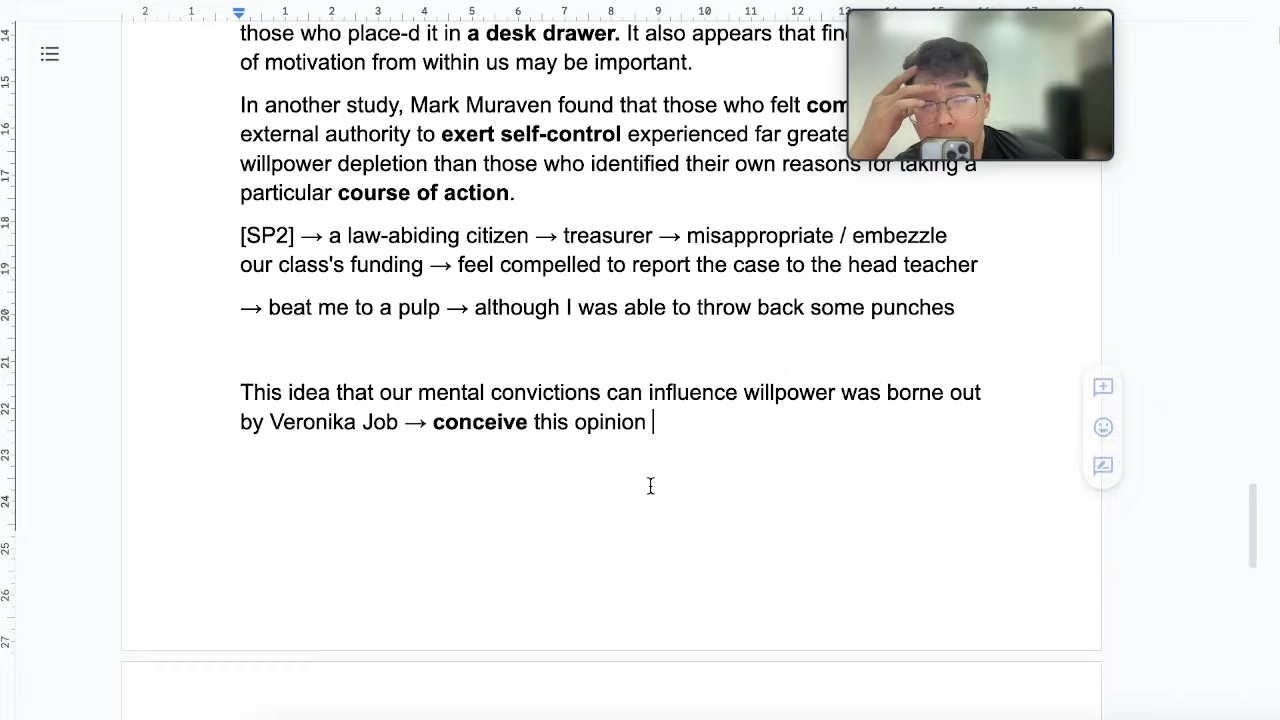 those who place-d it in a desk drawer. It also appears that
of motivation from within us may be important.
In another study, Mark Muraven found that those who felt
external authority to exert self-control experienced far
willpower depletion than those who identified their own reasons for taking a
particular course of action.
[SP2] → a law-abiding citizen → treasurer → misappropriate / embezzle
our class's funding → feel compelled to report the case to the head teacher
→ beat me to a pulp → although I was able to throw back some punches
This idea that our mental convictions can influence willpower was borne out
by Veronika Job → conceive this opinion